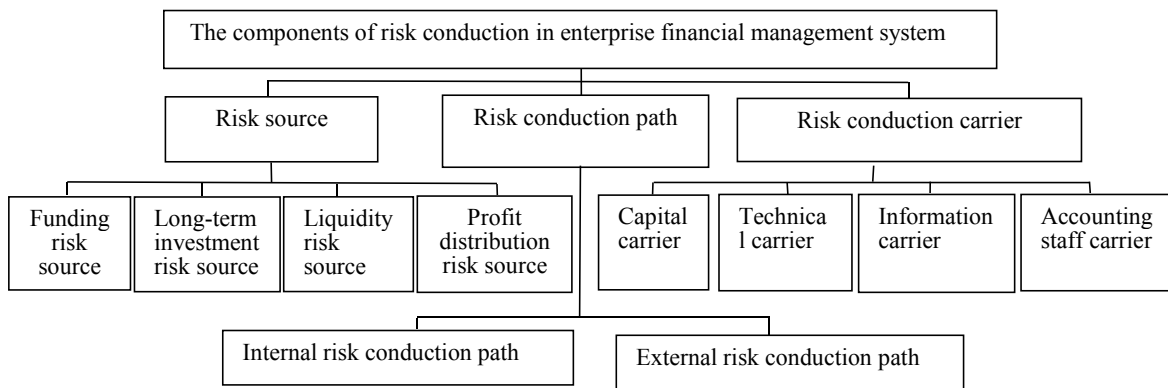 The components of risk conduction in enterprise financial management system
Risk source
Risk conduction path
Risk conduction carrier
Funding
risk
source
Long-term
investment
risk source
Liquidity
risk
source
Profit
distribution
risk source
Capital
carrier
Technica
l carrier
Information
carrier
Accounting
staff carrier
Internal risk conduction path
External risk conduction path